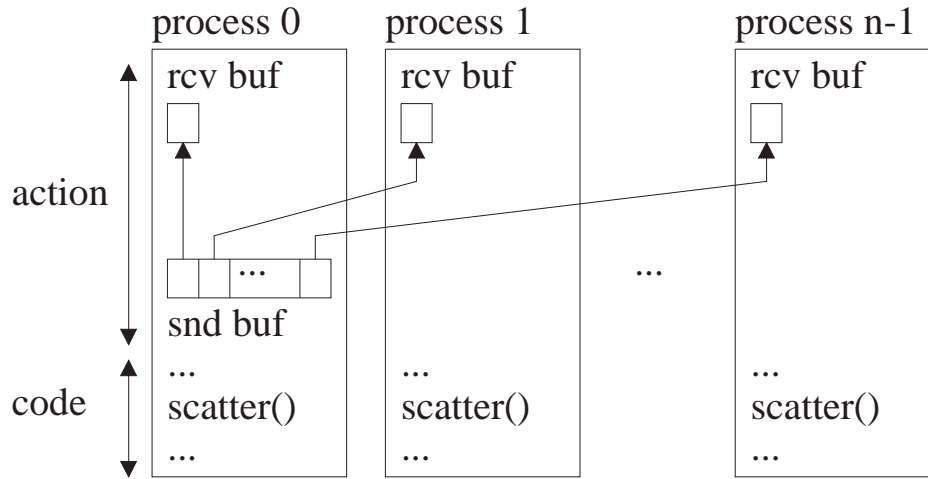 process 0 process 1 process n-1
rcv buf rcv buf rcv buf
action
...
...
snd buf
... ... ...
code scatter() scatter() scatter()
... ... ...